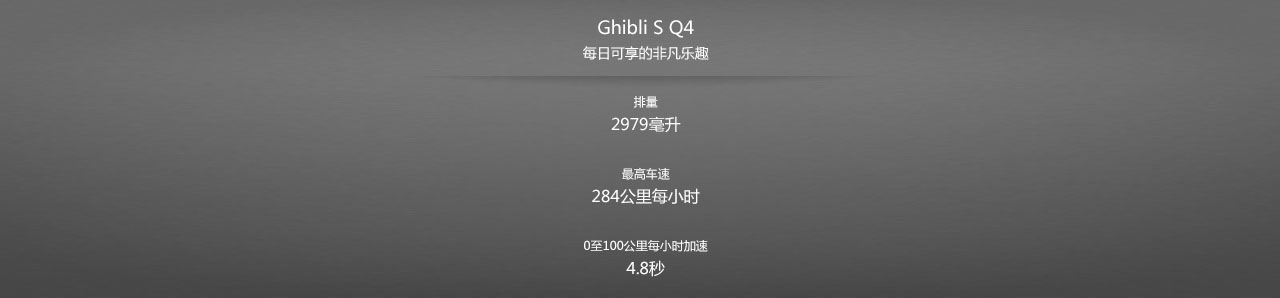 Ghibli S Q4
每日可享的非凡乐趣
排量
2979毫升
最高车速
284公里每小时
0至100公里每小时加速
4.8秒